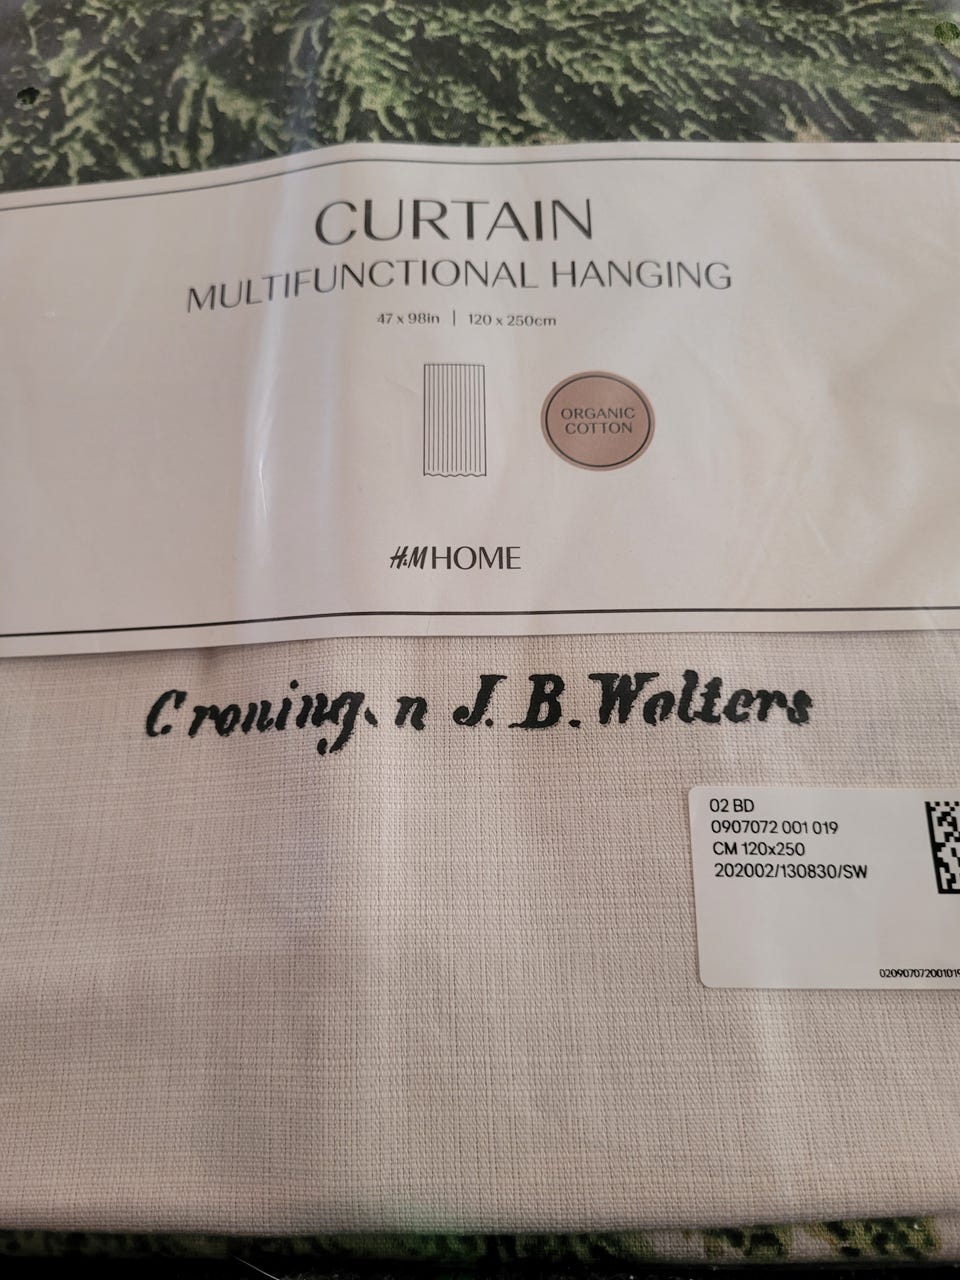 CURTAIN
MULTIFUNCTIONAL HANGING
47 x 98in | 120 x 250cm
ORGANIC
COTTON
H&M HOME
Croning n J. B. Wolters
02 BD
0907072 001 019
CM 120x250
202002/130830/SW
020907072001019